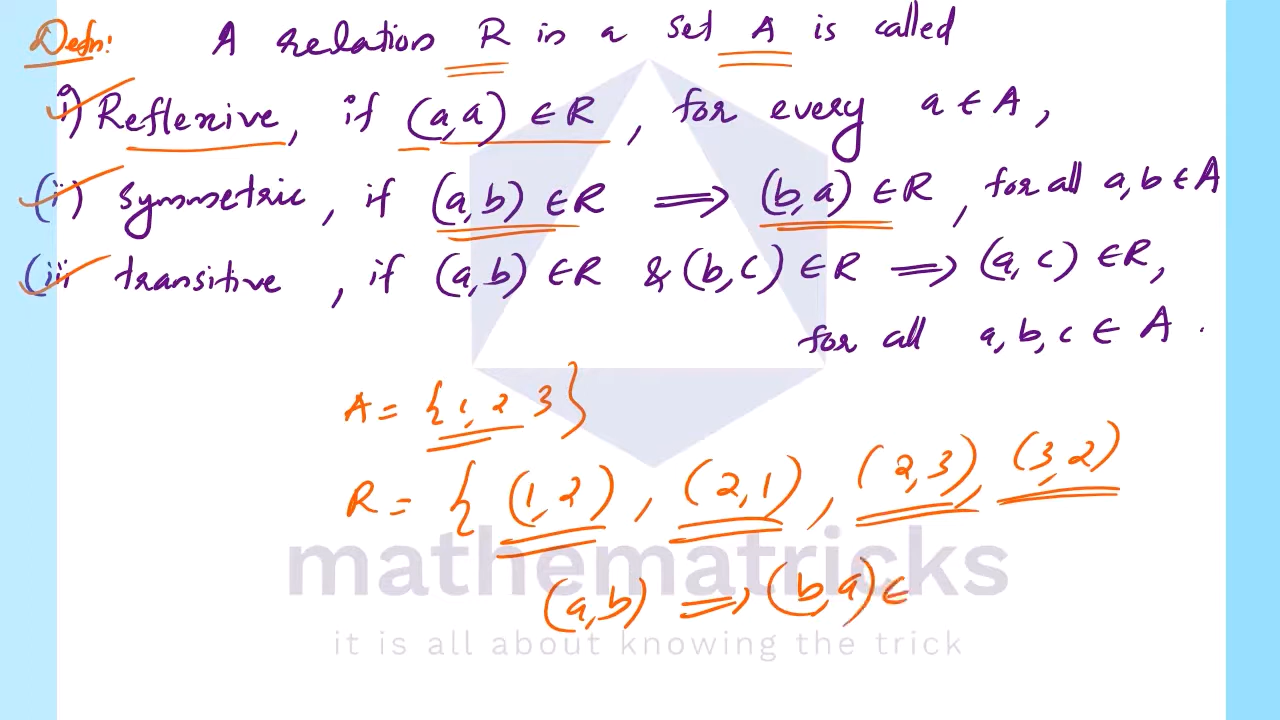 Defn: A relation R in a set A is called
i) Reflexive, if (a,a) ∈ R, for every a ∈ A,
(ii) symmetric, if (a,b) ∈ R ⟹ (b,a) ∈ R, for all a,b ∈ A
(iii transitive, if (a,b) ∈ R & (b,c) ∈ R ⟹ (a,c) ∈ R,
for all a,b,c ∈ A.
A = {1, 2 3}
R = { (1,2), (2,1), (2,3), (3,2)
mathematricks
(a,b) ⟹ (b,a) ∈
it is all about knowing the trick